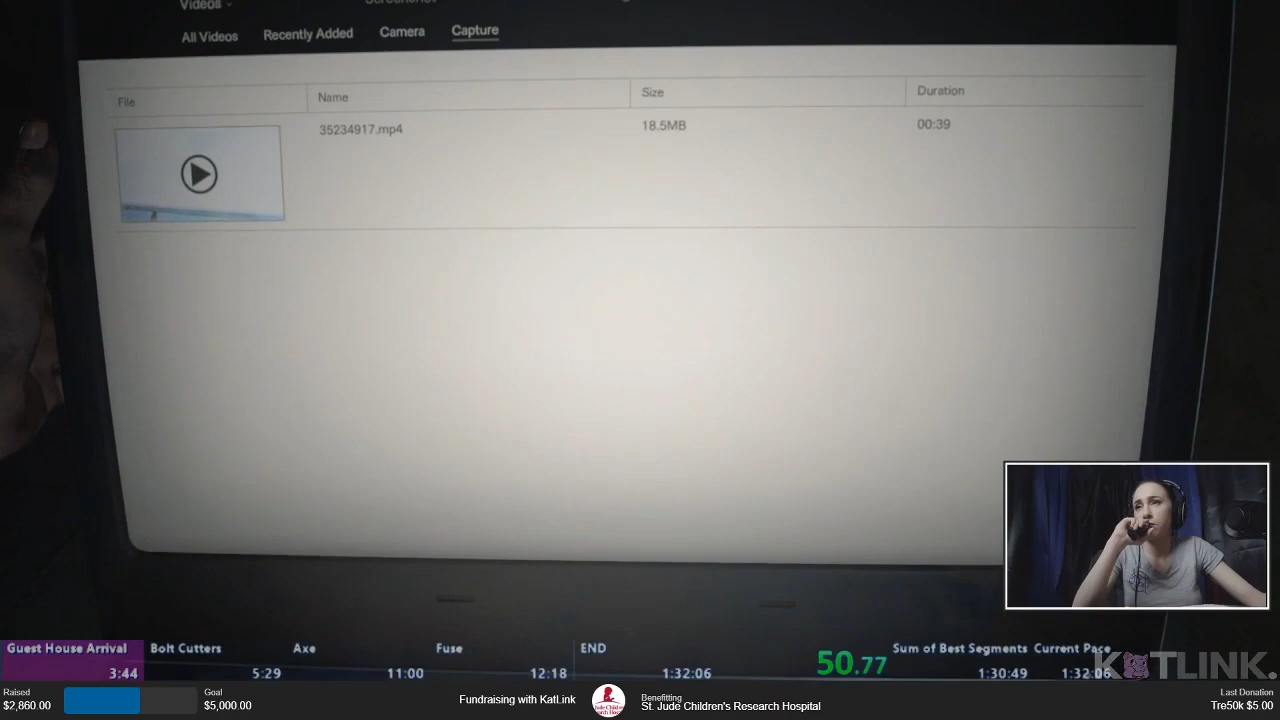 Videos
All Videos
Recently Added
Camera
Capture
File
Name
Size
Duration
35234917.mp4
18.5MB
00:39
Guest House Arrival
Bolt Cutters
Axe
Fuse
END
Sum of Best Segments
Current Pace
3:44
5:29
11:00
12:18
1:32:06
50.77
1:30:49
1:32:06
KATLINK.
Raised
$2,860.00
Goal
$5,000.00
Fundraising with KatLink
Benefitting
St. Jude Children's Research Hospital
Last Donation
Tre50k $5.00